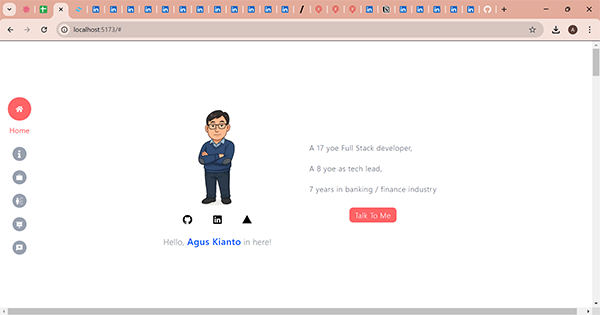 localhost:5173/#
A
Home
A 17 yoe Full Stack developer,
A 8 yoe as tech lead,
7 years in banking / finance industry
Talk To Me
Hello, Agus Kianto in here!